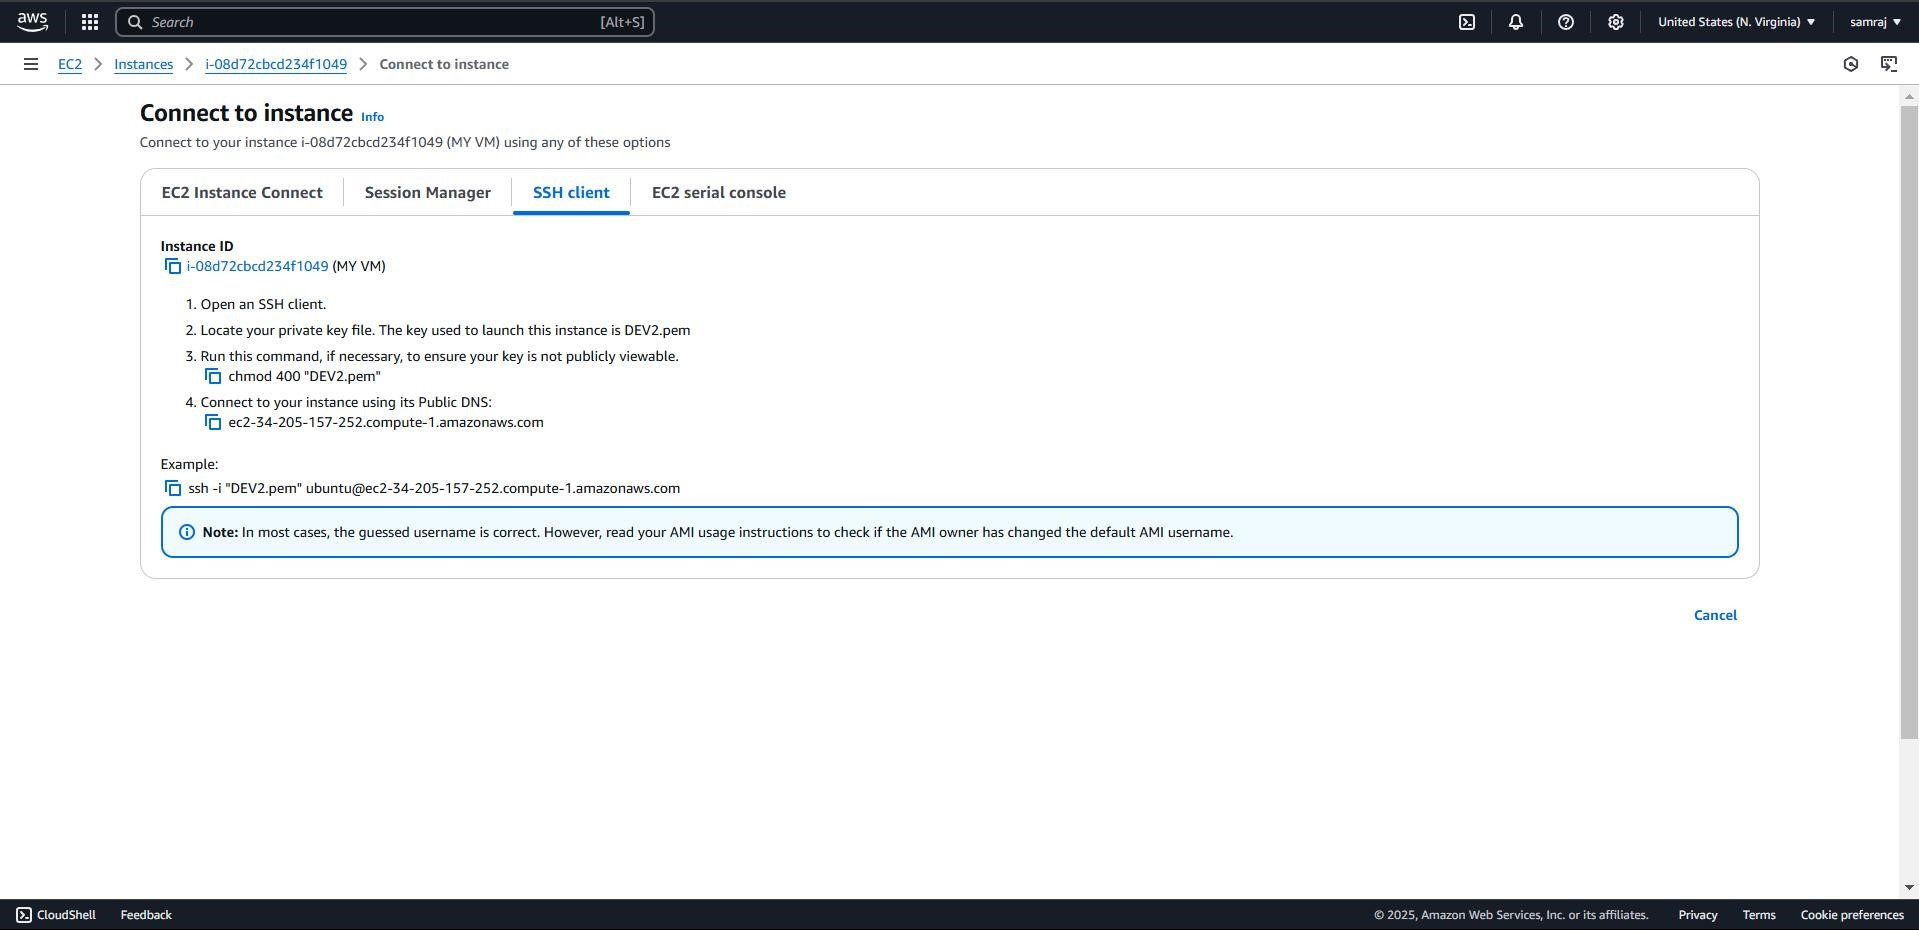 aws Search [Alt+S] United States (N. Virginia) samraj
EC2 Instances i-08d72cbcd234f1049 Connect to instance
Connect to instance Info
Connect to your instance i-08d72cbcd234f1049 (MY VM) using any of these options
EC2 Instance Connect Session Manager SSH client EC2 serial console
Instance ID
i-08d72cbcd234f1049 (MY VM)
1. Open an SSH client.
2. Locate your private key file. The key used to launch this instance is DEV2.pem
3. Run this command, if necessary, to ensure your key is not publicly viewable.
chmod 400 "DEV2.pem"
4. Connect to your instance using its Public DNS:
ec2-34-205-157-252.compute-1.amazonaws.com
Example:
ssh -i "DEV2.pem" ubuntu@ec2-34-205-157-252.compute-1.amazonaws.com
Note: In most cases, the guessed username is correct. However, read your AMI usage instructions to check if the AMI owner has changed the default AMI username.
Cancel
CloudShell Feedback © 2025, Amazon Web Services, Inc. or its affiliates. Privacy Terms Cookie preferences